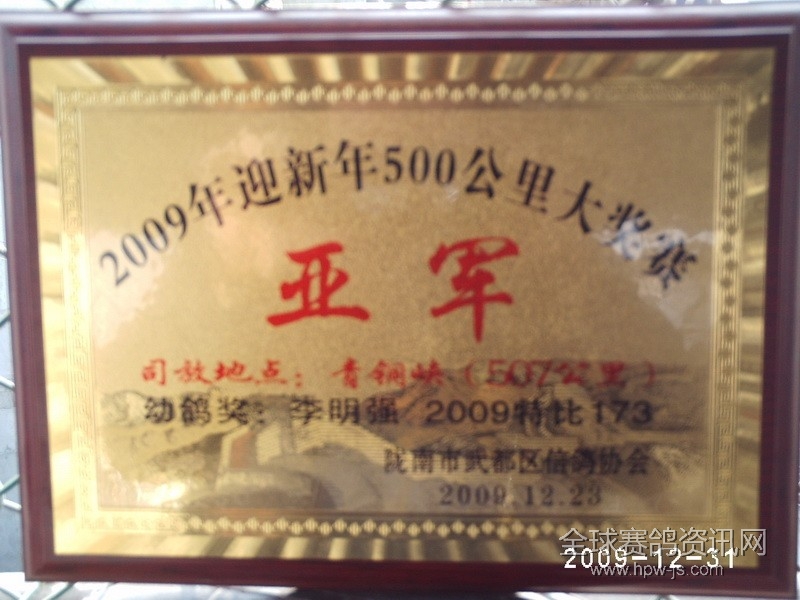 2009年迎新年500公里大奖赛
亚军
司放地点：青铜峡（507公里）
幼鸽奖：李明强 2009特比173
陇南市武都区信鸽协会
2009.12.23
全球赛鸽资讯网
2009-12-31
www.hpw-js.com